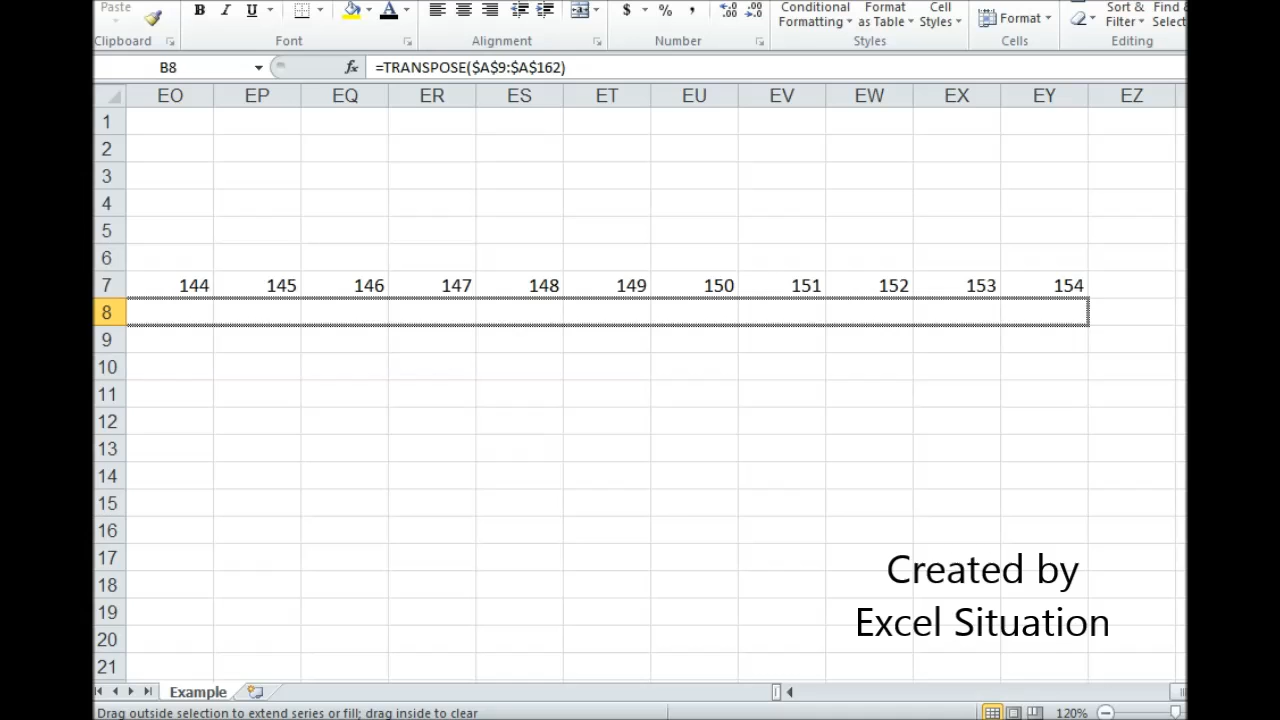 Paste
B I U
$ % ,
Conditional Formatting
Format as Table
Cell Styles
Format
Sort & Filter
Find &
Select
Clipboard Font Alignment Number Styles Cells Editing
B8 fx =TRANSPOSE($A$9:$A$162)
EO EP EQ ER ES ET EU EV EW EX EY EZ
1
2
3
4
5
6
7 144 145 146 147 148 149 150 151 152 153 154
8
9
10
11
12
13
14
15
16
17
18
19
20
21
Created by
Excel Situation
Example
Drag outside selection to extend series or fill; drag inside to clear
120%